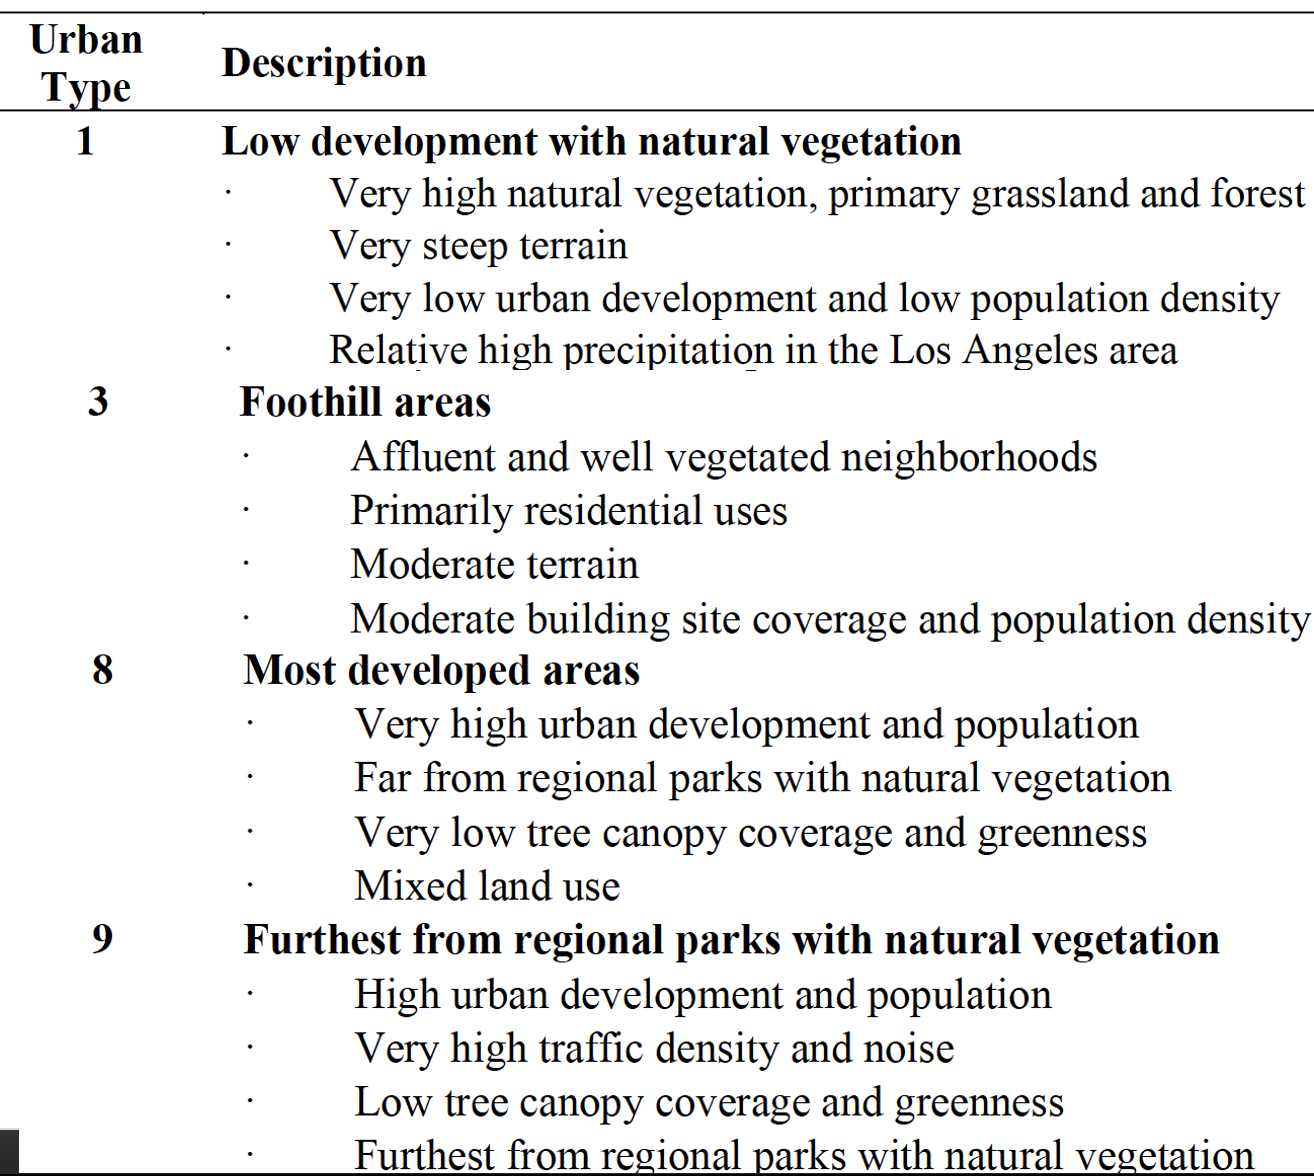 Urban
Type
Description
1 Low development with natural vegetation
· Very high natural vegetation, primary grassland and forest
· Very steep terrain
· Very low urban development and low population density
· Relative high precipitation in the Los Angeles area
3 Foothill areas
· Affluent and well vegetated neighborhoods
· Primarily residential uses
· Moderate terrain
· Moderate building site coverage and population density
8 Most developed areas
· Very high urban development and population
· Far from regional parks with natural vegetation
· Very low tree canopy coverage and greenness
· Mixed land use
9 Furthest from regional parks with natural vegetation
· High urban development and population
· Very high traffic density and noise
· Low tree canopy coverage and greenness
· Furthest from regional parks with natural vegetation